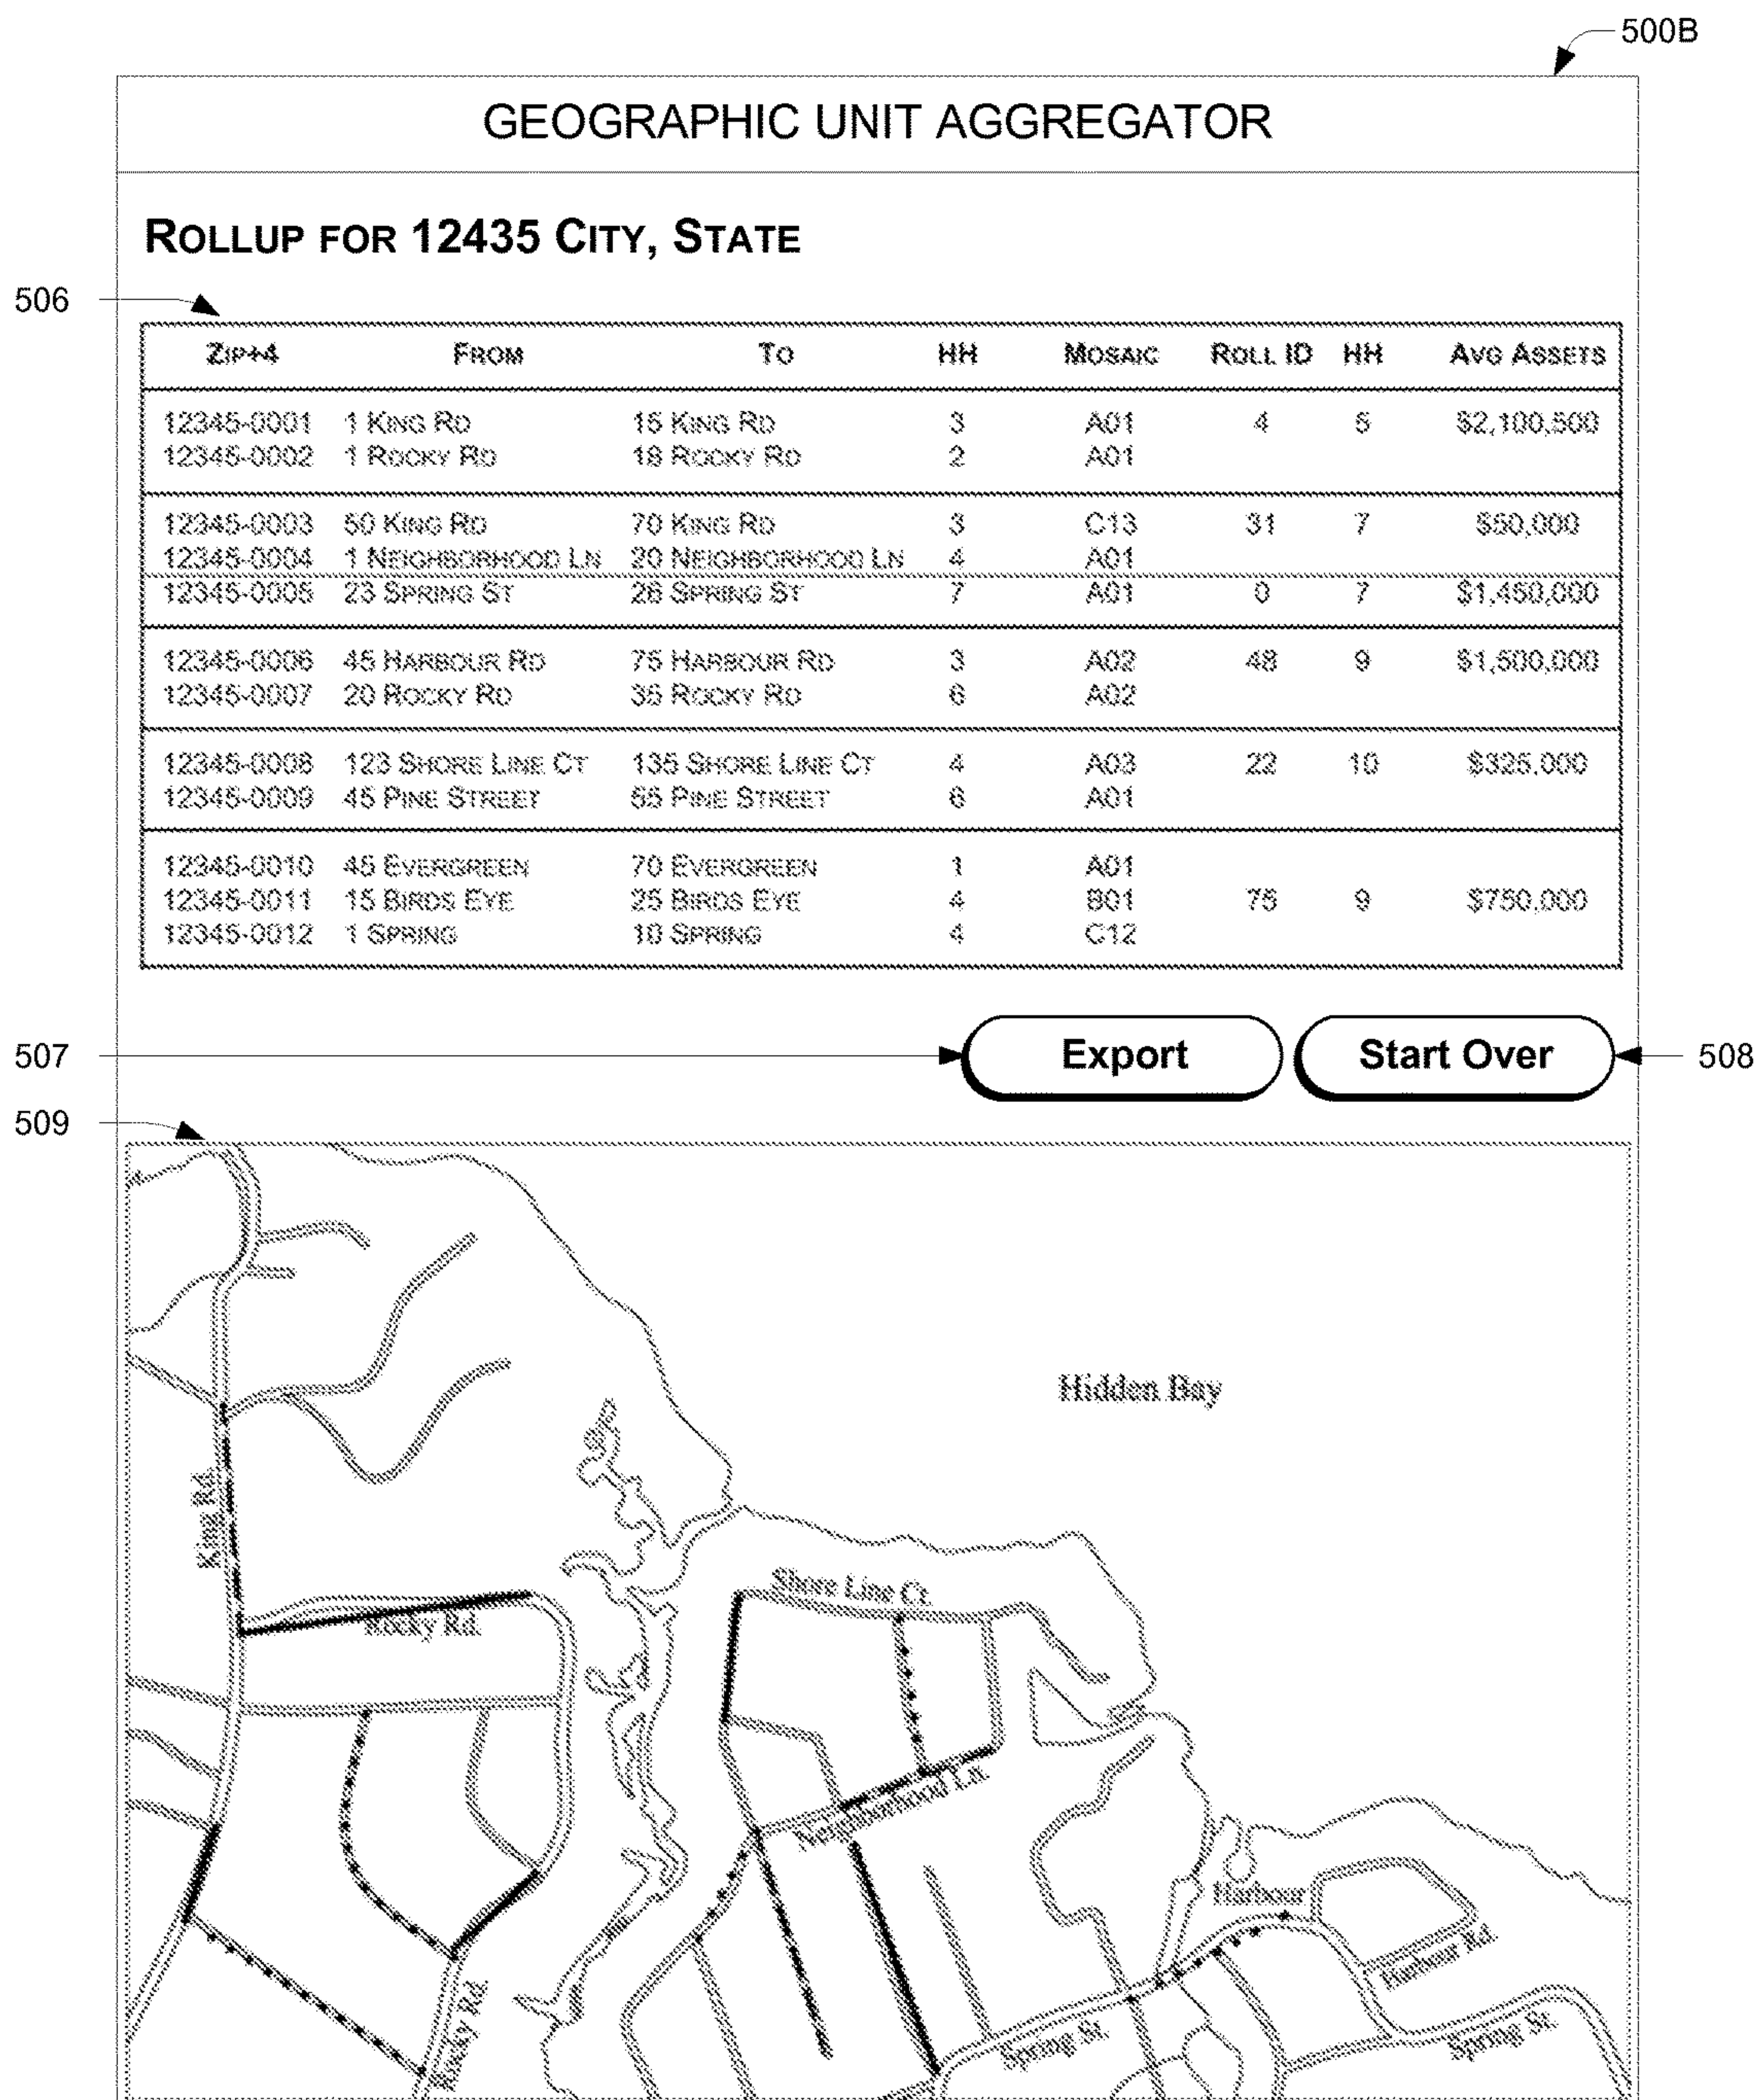 500B
GEOGRAPHIC UNIT AGGREGATOR
ROLLUP FOR 12435 CITY, STATE
506
ZIP+4 FROM TO HH MOSAIC ROLL ID HH AVG ASSETS
12345-0001 1 KING RD 15 KING RD 3 A01 4 5 $2,100,500
12345-0002 1 ROCKY RD 18 ROCKY RD 2 A01
12345-0003 50 KING RD 70 KING RD 3 C13 31 7 $50,000
12345-0004 1 NEIGHBORHOOD LN 20 NEIGHBORHOOD LN 4 A01
12345-0005 23 SPRING ST 26 SPRING ST 7 A01 0 7 $1,450,000
12345-0006 45 HARBOUR RD 75 HARBOUR RD 3 A02 48 9 $1,500,000
12345-0007 20 ROCKY RD 35 ROCKY RD 6 A02
12345-0008 123 SHORE LINE CT 135 SHORE LINE CT 4 A03 22 10 $325,000
12345-0009 45 PINE STREET 55 PINE STREET 6 A01
12345-0010 45 EVERGREEN 70 EVERGREEN 1 A01
12345-0011 15 BIRDS EYE 25 BIRDS EYE 4 B01 75 9 $750,000
12345-0012 1 SPRING 10 SPRING 4 C12
507
Export
Start Over
508
509
Hidden Bay
King Rd.
Shore Line Ct.
Rocky Rd.
Neighborhood Ln.
Harbour
Harbour Rd.
Rocky Rd.
Spring St.
Spring St.